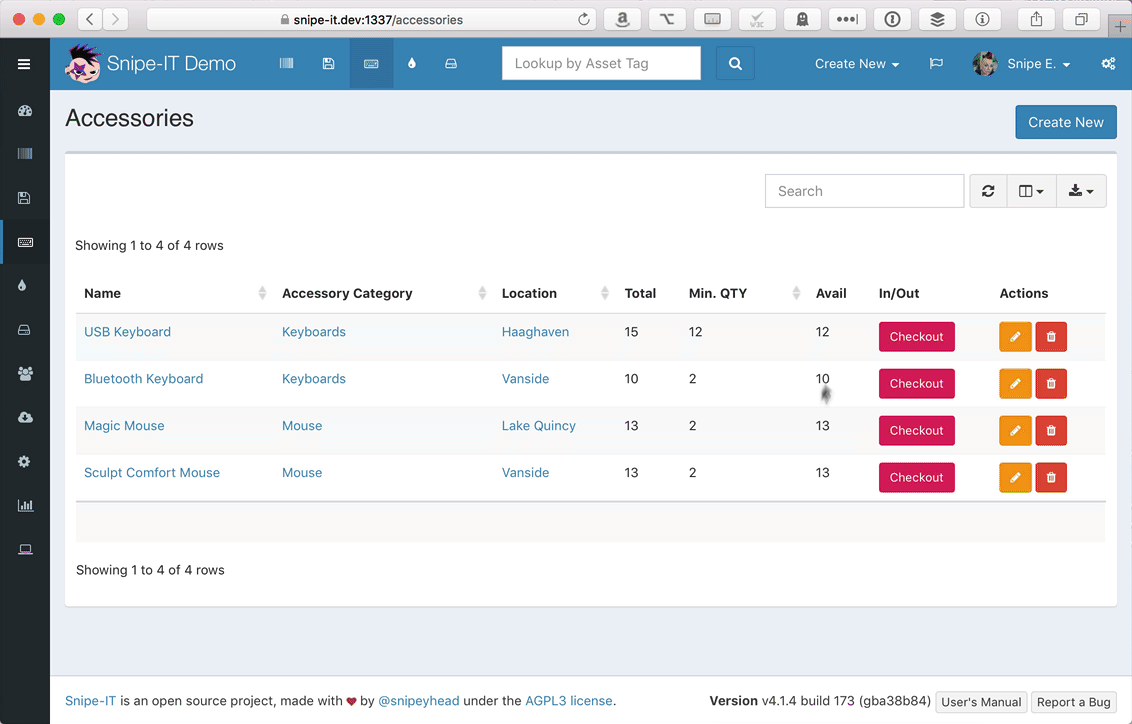 snipe-it.dev:1337/accessories
Snipe-IT Demo
Lookup by Asset Tag
Create New
Snipe E.
Accessories
Create New
Search
Showing 1 to 4 of 4 rows
Name Accessory Category Location Total Min. QTY Avail In/Out Actions
USB Keyboard Keyboards Haaghaven 15 12 12 Checkout
Bluetooth Keyboard Keyboards Vanside 10 2 10 Checkout
Magic Mouse Mouse Lake Quincy 13 2 13 Checkout
Sculpt Comfort Mouse Mouse Vanside 13 2 13 Checkout
Showing 1 to 4 of 4 rows
Snipe-IT is an open source project, made with ♥ by @snipeyhead under the AGPL3 license.
Version v4.1.4 build 173 (gba38b84) User's Manual Report a Bug